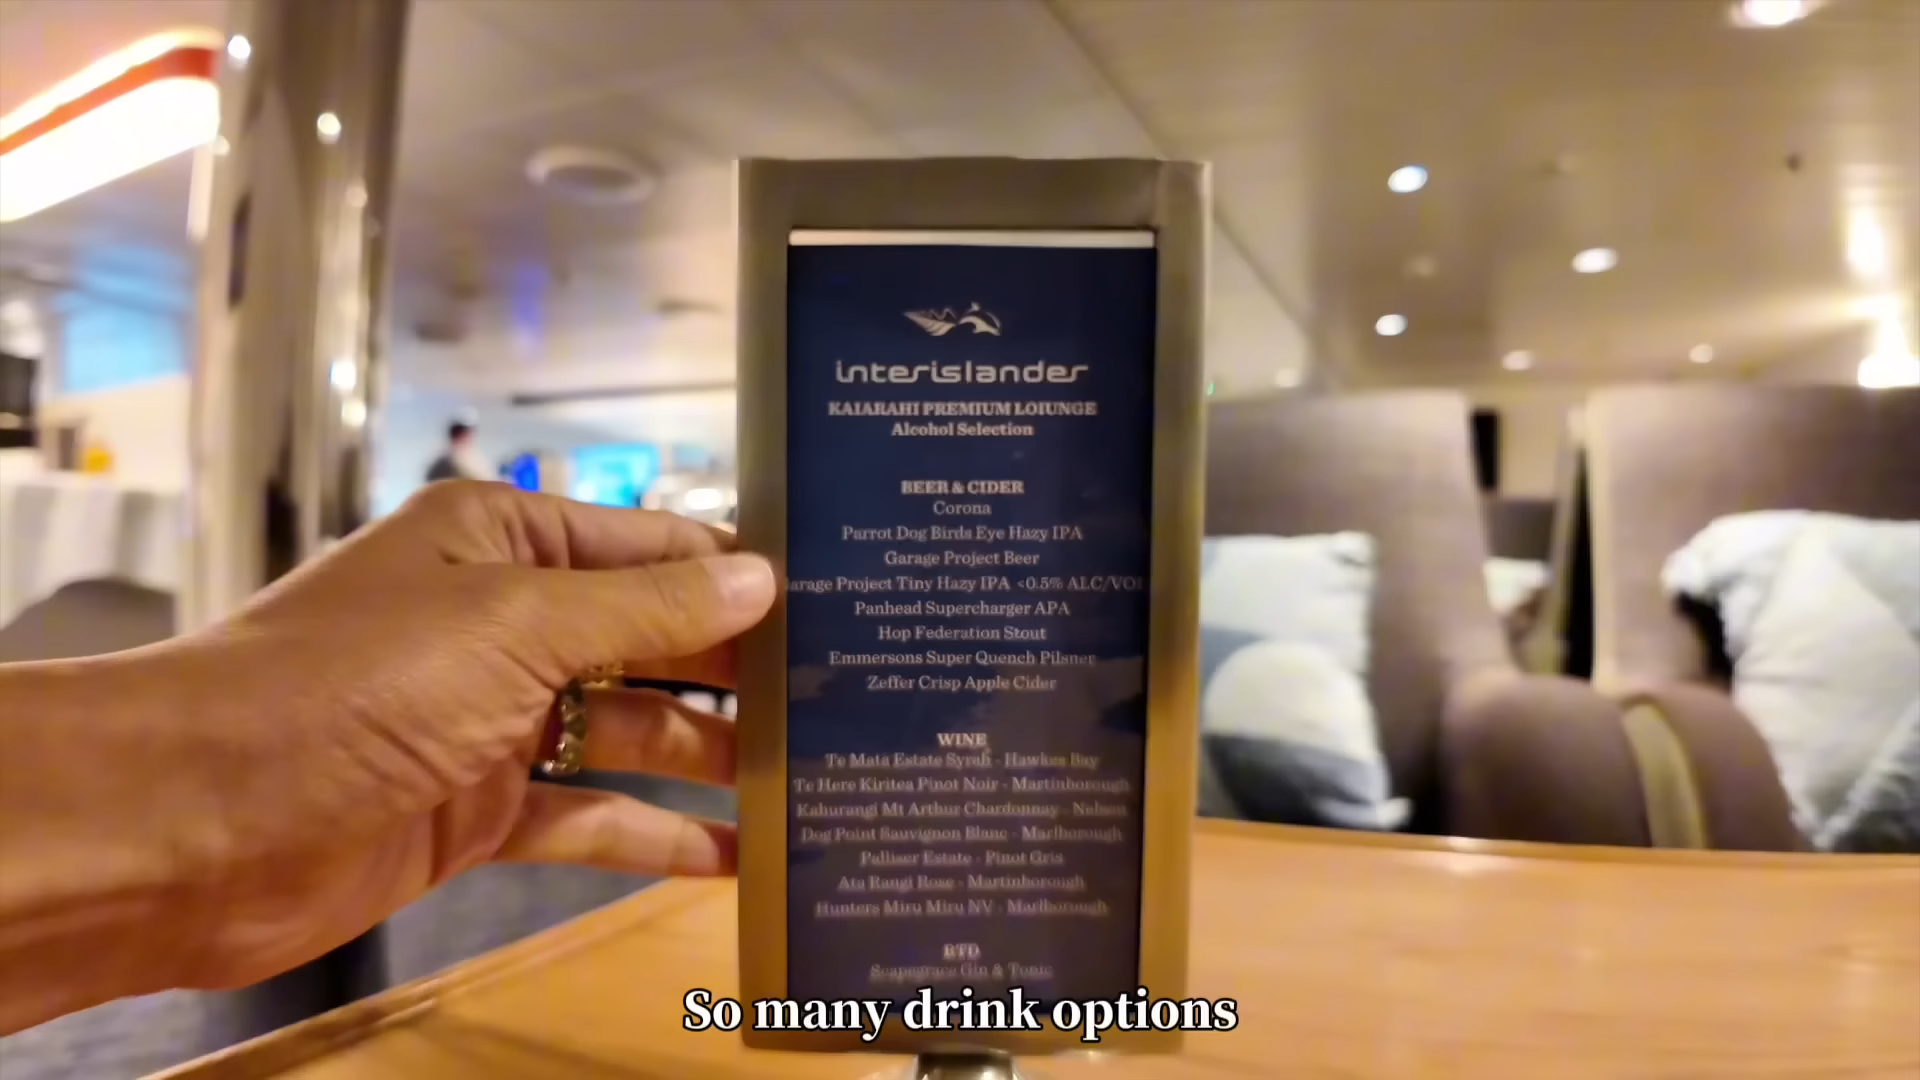 interislander
KAIARAHI PREMIUM LOIUNGE
Alcohol Selection
BEER & CIDER
Corona
Parrot Dog Birds Eye Hazy IPA
Garage Project Beer
arage Project Tiny Hazy IPA <0.5% ALC/VO
Panhead Supercharger APA
Hop Federation Stout
Emmersons Super Quench Pilsner
Zeffer Crisp Apple Cider
WINE
Te Mata Estate Syrah - Hawkes Bay
Te Here Kiritea Pinot Noir - Martinborough
Kahurangi Mt Arthur Chardonnay - Nelson
Dog Point Sauvignon Blanc - Marlborough
Palliser Estate - Pinot Gris
Ata Rangi Rose - Martinborough
Hunters Miru Miru NV - Marlborough
RTD
Scapegrace Gin & Tonic
So many drink options